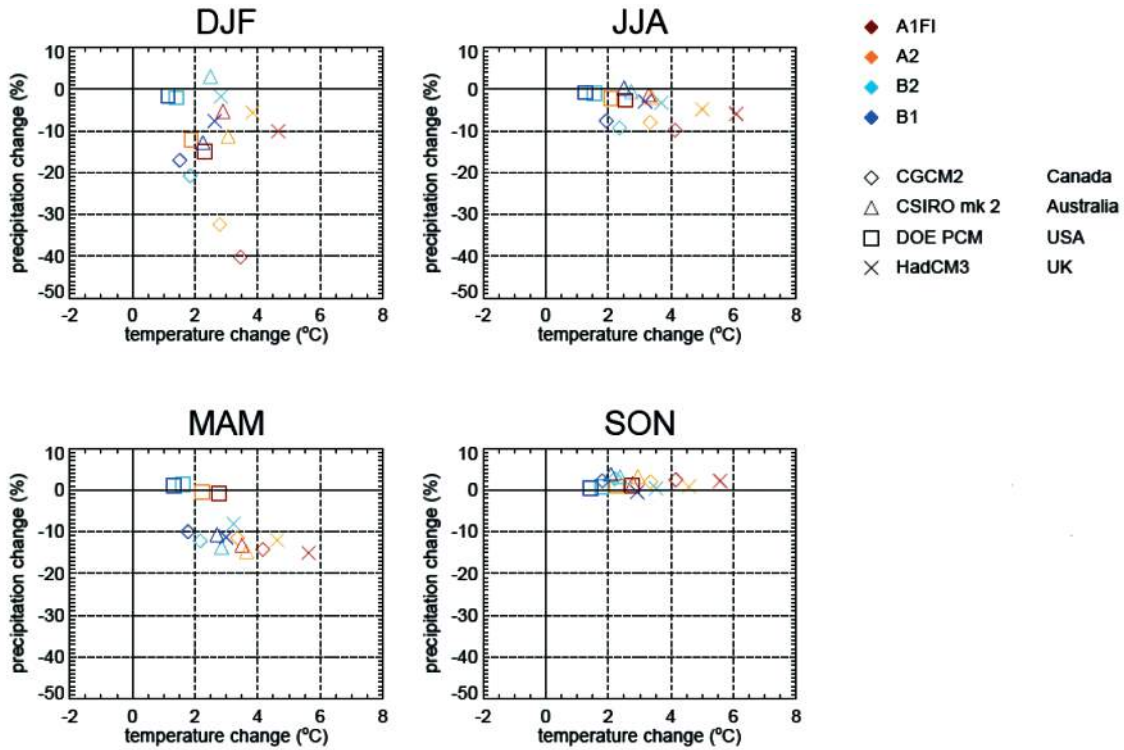 DJF
10
0
-10
-20
-30
-40
-50
precipitation change (%)
-2 0 2 4 6 8
temperature change (°C)
JJA
10
0
-10
-20
-30
-40
-50
precipitation change (%)
-2 0 2 4 6 8
temperature change (°C)
A1FI
A2
B2
B1
CGCM2 Canada
CSIRO mk 2 Australia
DOE PCM USA
HadCM3 UK
MAM
10
0
-10
-20
-30
-40
-50
precipitation change (%)
-2 0 2 4 6 8
temperature change (°C)
SON
10
0
-10
-20
-30
-40
-50
precipitation change (%)
-2 0 2 4 6 8
temperature change (°C)